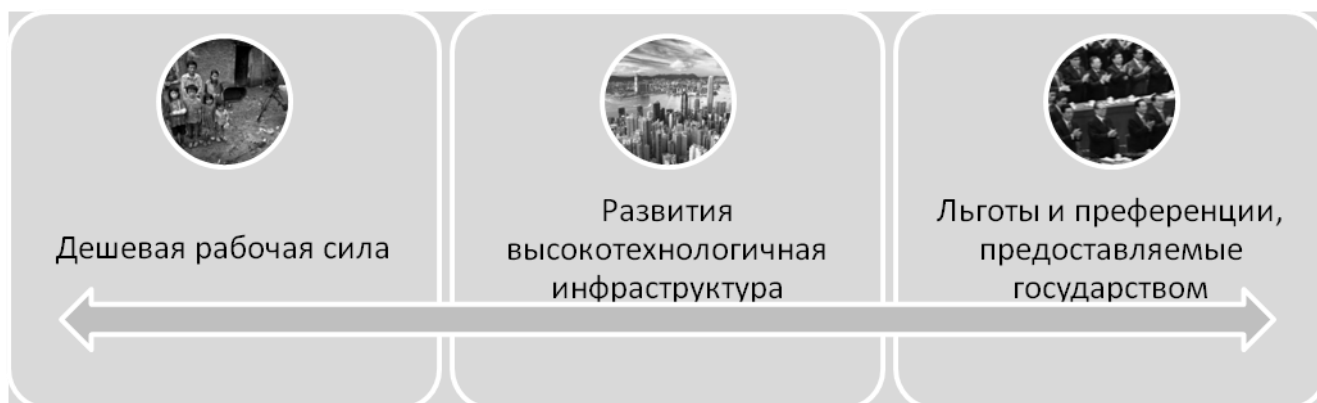 Дешевая рабочая сила
Развития
высокотехнологичная
инфраструктура
Льготы и преференции,
предоставляемые
государством